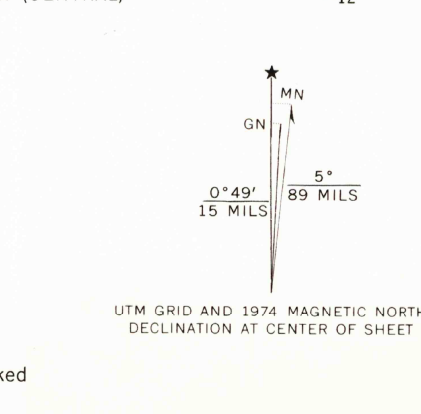 12
MN
GN
5°
89 MILS
0°49'
15 MILS
UTM GRID AND 1974 MAGNETIC NORTH
DECLINATION AT CENTER OF SHEET